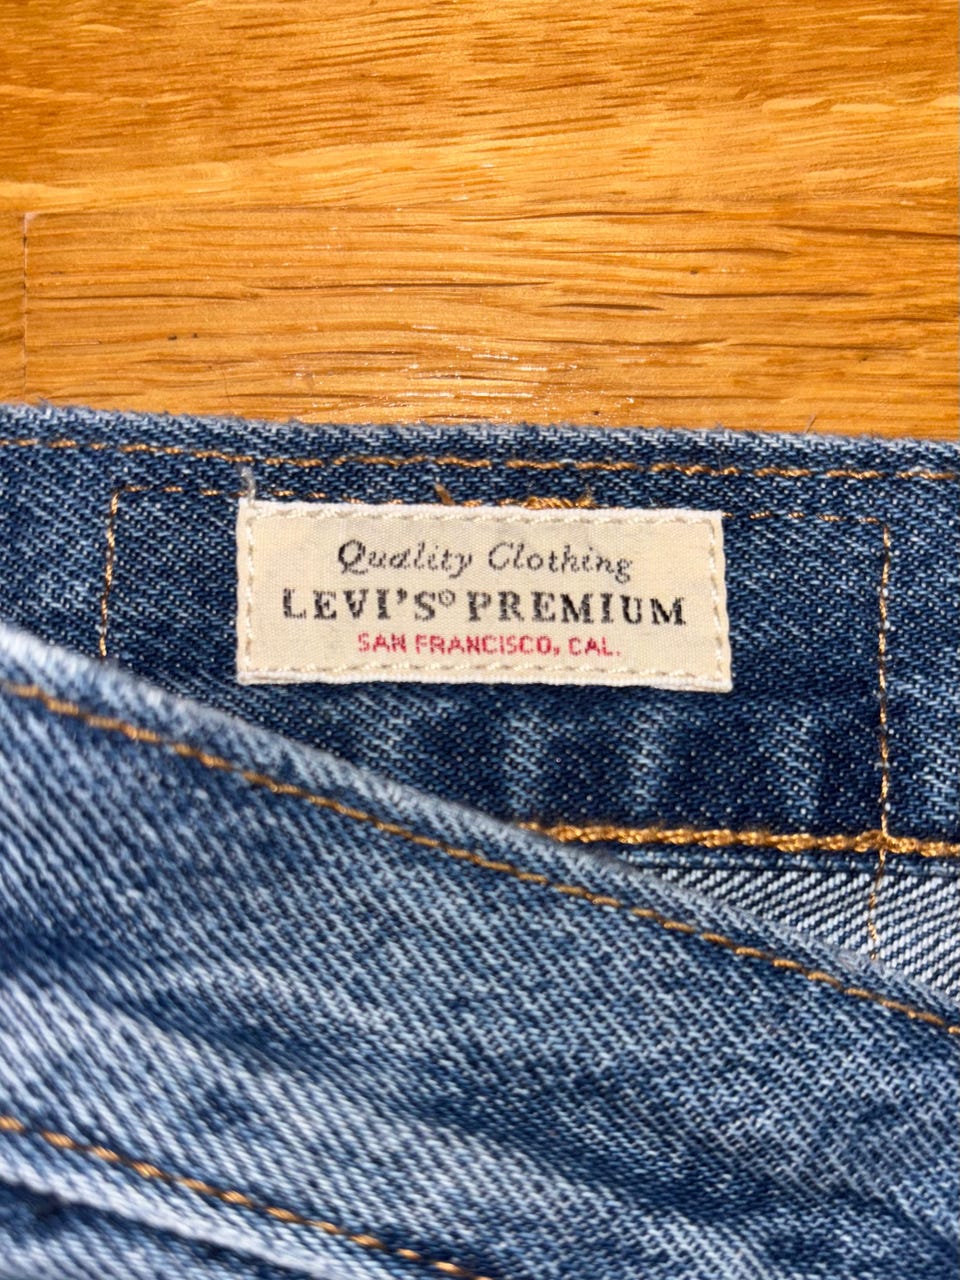 Quality Clothing
LEVI'S® PREMIUM
SAN FRANCISCO, CAL.